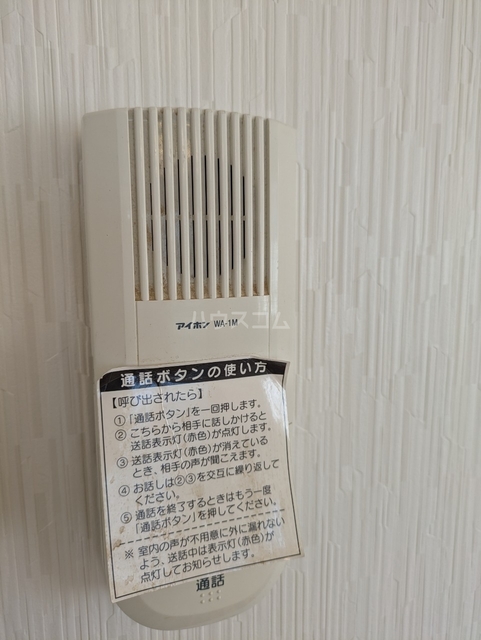 アイホン WA-1M
ハウスコム
通話ボタンの使い方
【呼び出されたら】
①「通話ボタン」を一回押します。
② こちらから相手に話しかけると
送話表示灯(赤色)が点灯します。
③ 送話表示灯(赤色)が消えている
とき、相手の声が聞こえます。
④ お話しは②③を交互に繰り返して
ください。
⑤ 通話を終了するときはもう一度
「通話ボタン」を押してください。
※ 室内の声が不用意に外に漏れない
よう、送話中は表示灯(赤色)が
点灯してお知らせします。
通話